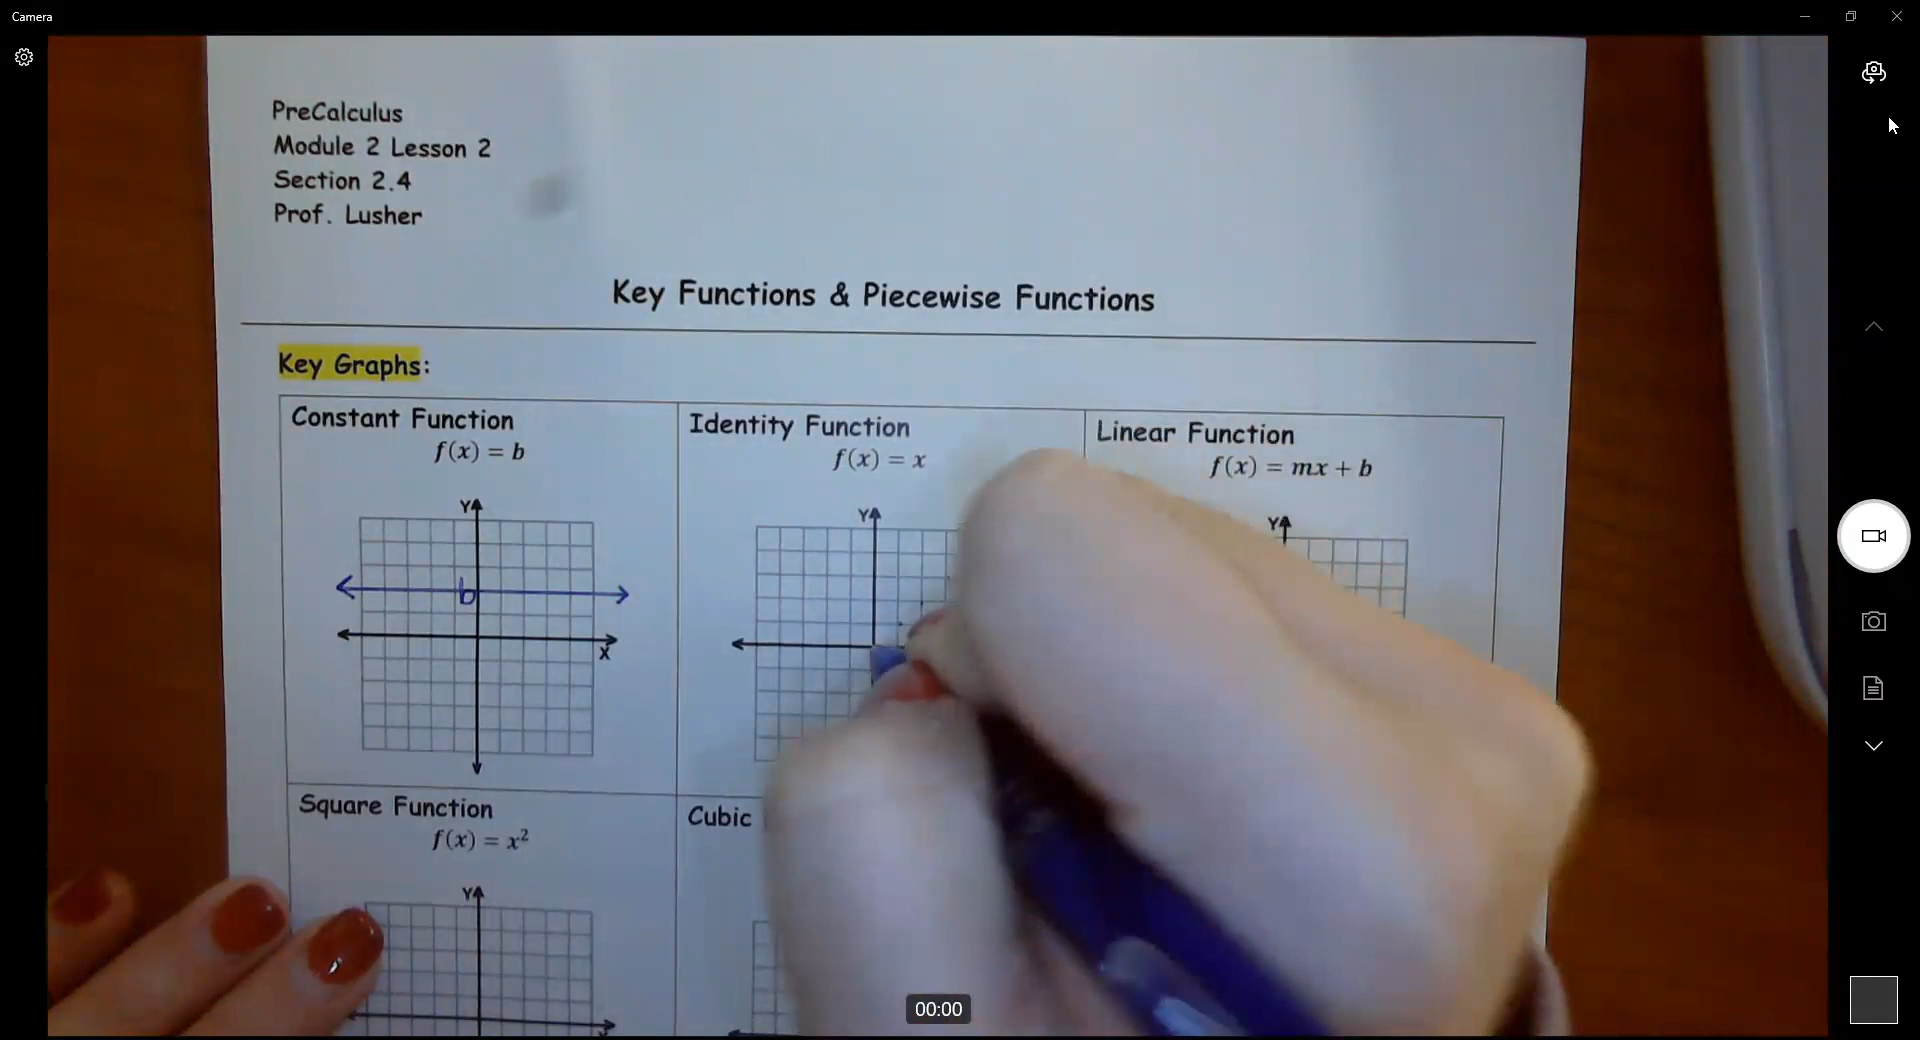 Camera
PreCalculus
Module 2 Lesson 2
Section 2.4
Prof. Lusher
Key Functions & Piecewise Functions
Key Graphs:
Constant Function
f(x) = b
Identity Function
f(x) = x
Linear Function
f(x) = mx + b
Y
Y
Y
b
X
Square Function
f(x) = x²
Cubic
Y
00:00